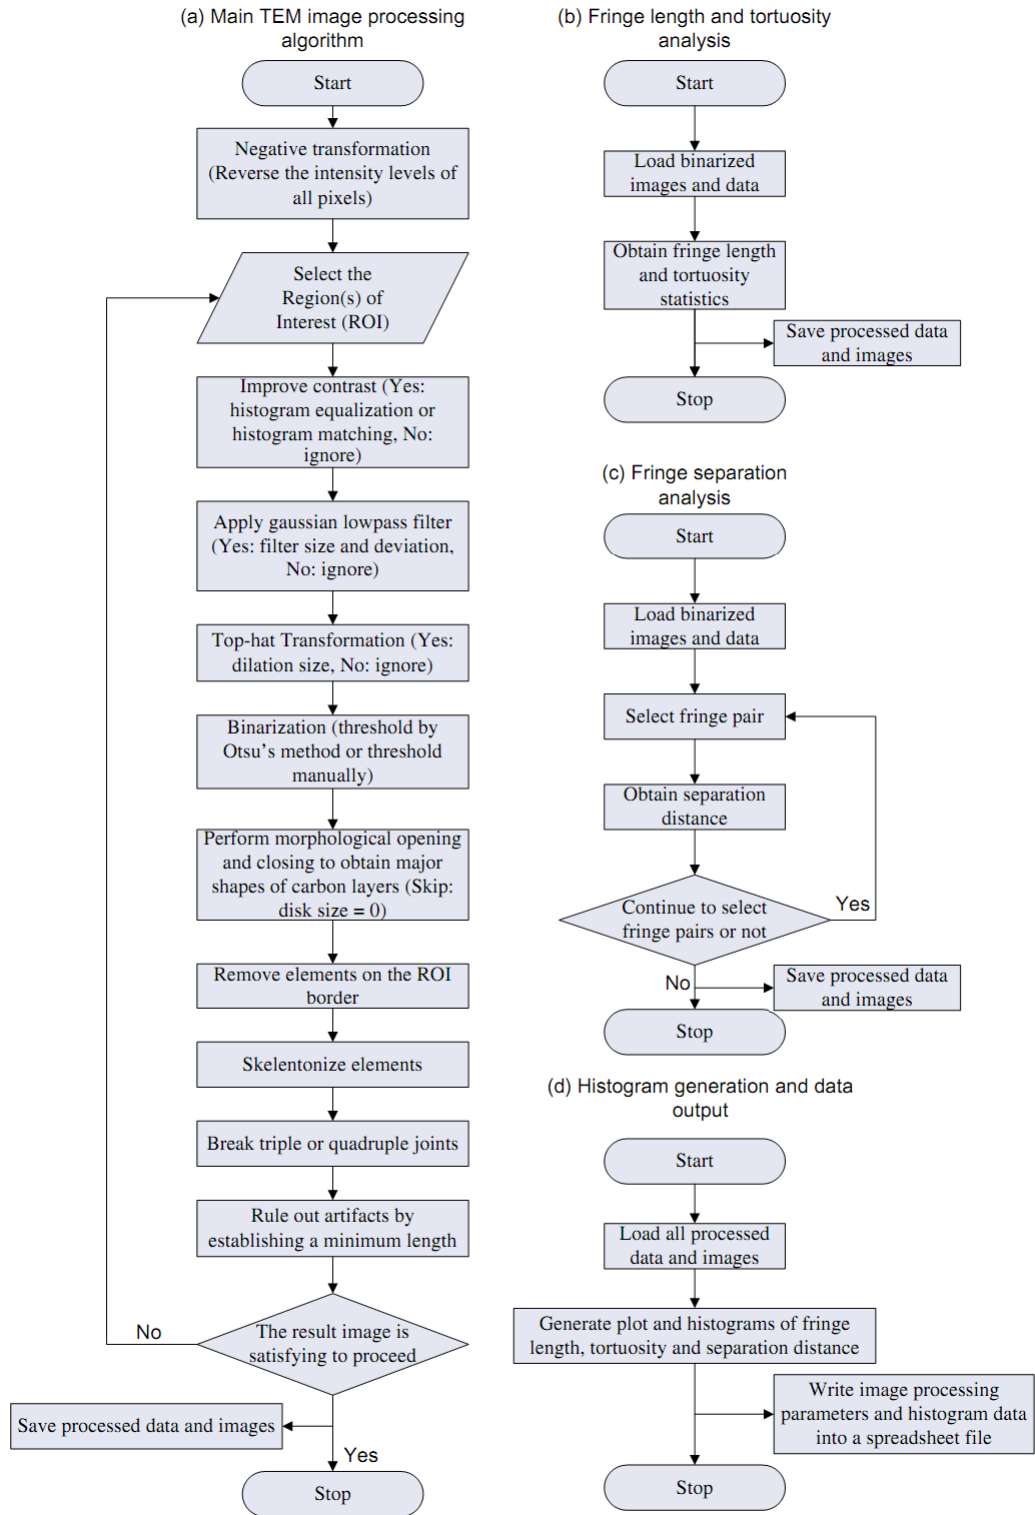 (a) Main TEM image processing
algorithm
Start
Negative transformation
(Reverse the intensity levels of
all pixels)
Select the
Region(s) of
Interest (ROI)
Improve contrast (Yes:
histogram equalization or
histogram matching, No:
ignore)
Apply gaussian lowpass filter
(Yes: filter size and deviation,
No: ignore)
Top-hat Transformation (Yes:
dilation size, No: ignore)
Binarization (threshold by
Otsu's method or threshold
manually)
Perform morphological opening
and closing to obtain major
shapes of carbon layers (Skip:
disk size = 0)
Remove elements on the ROI
border
Skelentonize elements
Break triple or quadruple joints
Rule out artifacts by
establishing a minimum length
No
The result image is
satisfying to proceed
Save processed data and images
Yes
Stop
(b) Fringe length and tortuosity
analysis
Start
Load binarized
images and data
Obtain fringe length
and tortuosity
statistics
Save processed data
and images
Stop
(c) Fringe separation
analysis
Start
Load binarized
images and data
Select fringe pair
Obtain separation
distance
Continue to select
fringe pairs or not
Yes
No
Save processed data
and images
Stop
(d) Histogram generation and data
output
Start
Load all processed
data and images
Generate plot and histograms of fringe
length, tortuosity and separation distance
Write image processing
parameters and histogram data
into a spreadsheet file
Stop